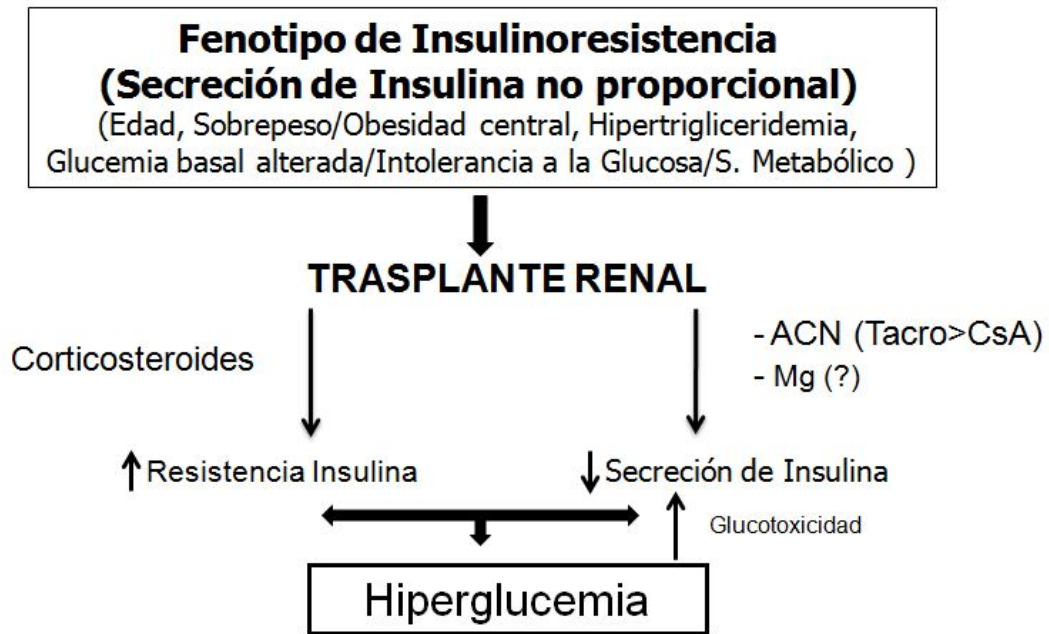 Fenotipo de Insulinoresistencia
(Secreción de Insulina no proporcional)
(Edad, Sobrepeso/Obesidad central, Hipertrigliceridemia,
Glucemia basal alterada/Intolerancia a la Glucosa/S. Metabólico )
TRASPLANTE RENAL
Corticosteroides
- ACN (Tacro>CsA)
- Mg (?)
Resistencia Insulina
Secreción de Insulina
Glucotoxicidad
Hiperglucemia